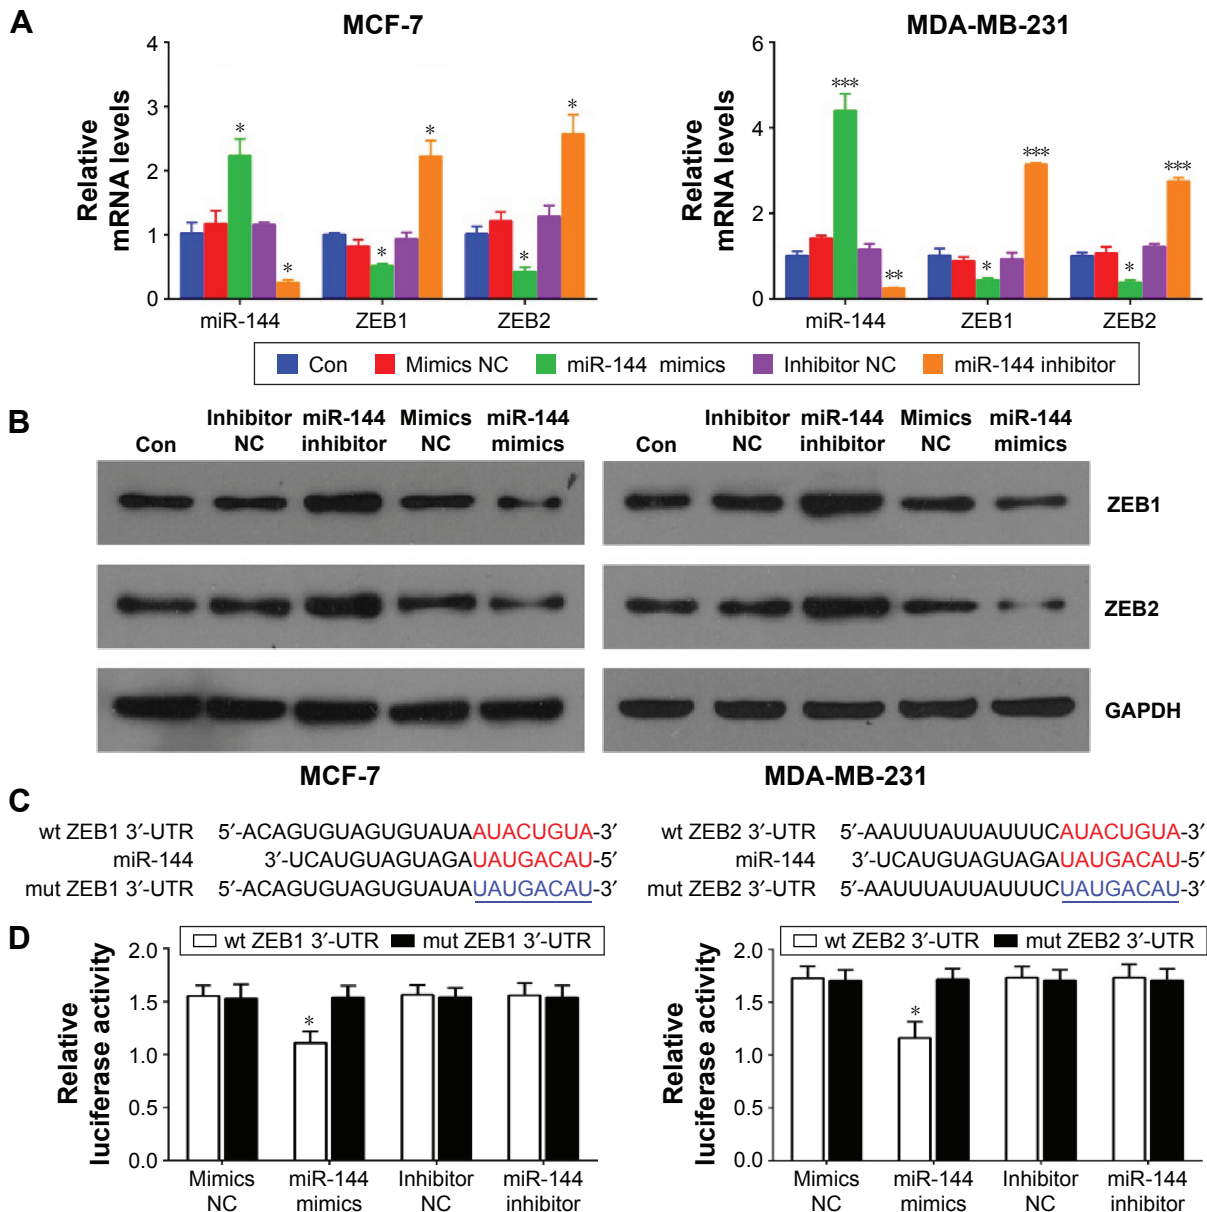 A
MCF-7
MDA-MB-231
Relative
mRNA levels
4
3
2
1
0
*
*
*
*
*
*
miR-144
ZEB1
ZEB2
Relative
mRNA levels
6
4
2
0
***
**
*
***
*
***
miR-144
ZEB1
ZEB2
Con
Mimics NC
miR-144 mimics
Inhibitor NC
miR-144 inhibitor
B
Con
Inhibitor
NC
miR-144
inhibitor
Mimics
NC
miR-144
mimics
Con
Inhibitor
NC
miR-144
inhibitor
Mimics
NC
miR-144
mimics
ZEB1
ZEB2
GAPDH
MCF-7
MDA-MB-231
C
wt ZEB1 3′-UTR 5′-ACAGUGUAGUGUAUAAUACUGUA-3′
miR-144 3′-UCAUGUAGUAGAUAUGACAU-5′
mut ZEB1 3′-UTR 5′-ACAGUGUAGUGUAUAUAUGACAU-3′
wt ZEB2 3′-UTR 5′-AAUUUAUUAUUUCAUACUGUA-3′
miR-144 3′-UCAUGUAGUAGAUAUGACAU-5′
mut ZEB2 3′-UTR 5′-AAUUUAUUAUUUCUAUGACAU-3′
D
Relative
luciferase activity
2.0
1.5
1.0
0.5
0.0
wt ZEB1 3′-UTR
mut ZEB1 3′-UTR
*
Mimics
NC
miR-144
mimics
Inhibitor
NC
miR-144
inhibitor
Relative
luciferase activity
2.0
1.5
1.0
0.5
0.0
wt ZEB2 3′-UTR
mut ZEB2 3′-UTR
*
Mimics
NC
miR-144
mimics
Inhibitor
NC
miR-144
inhibitor